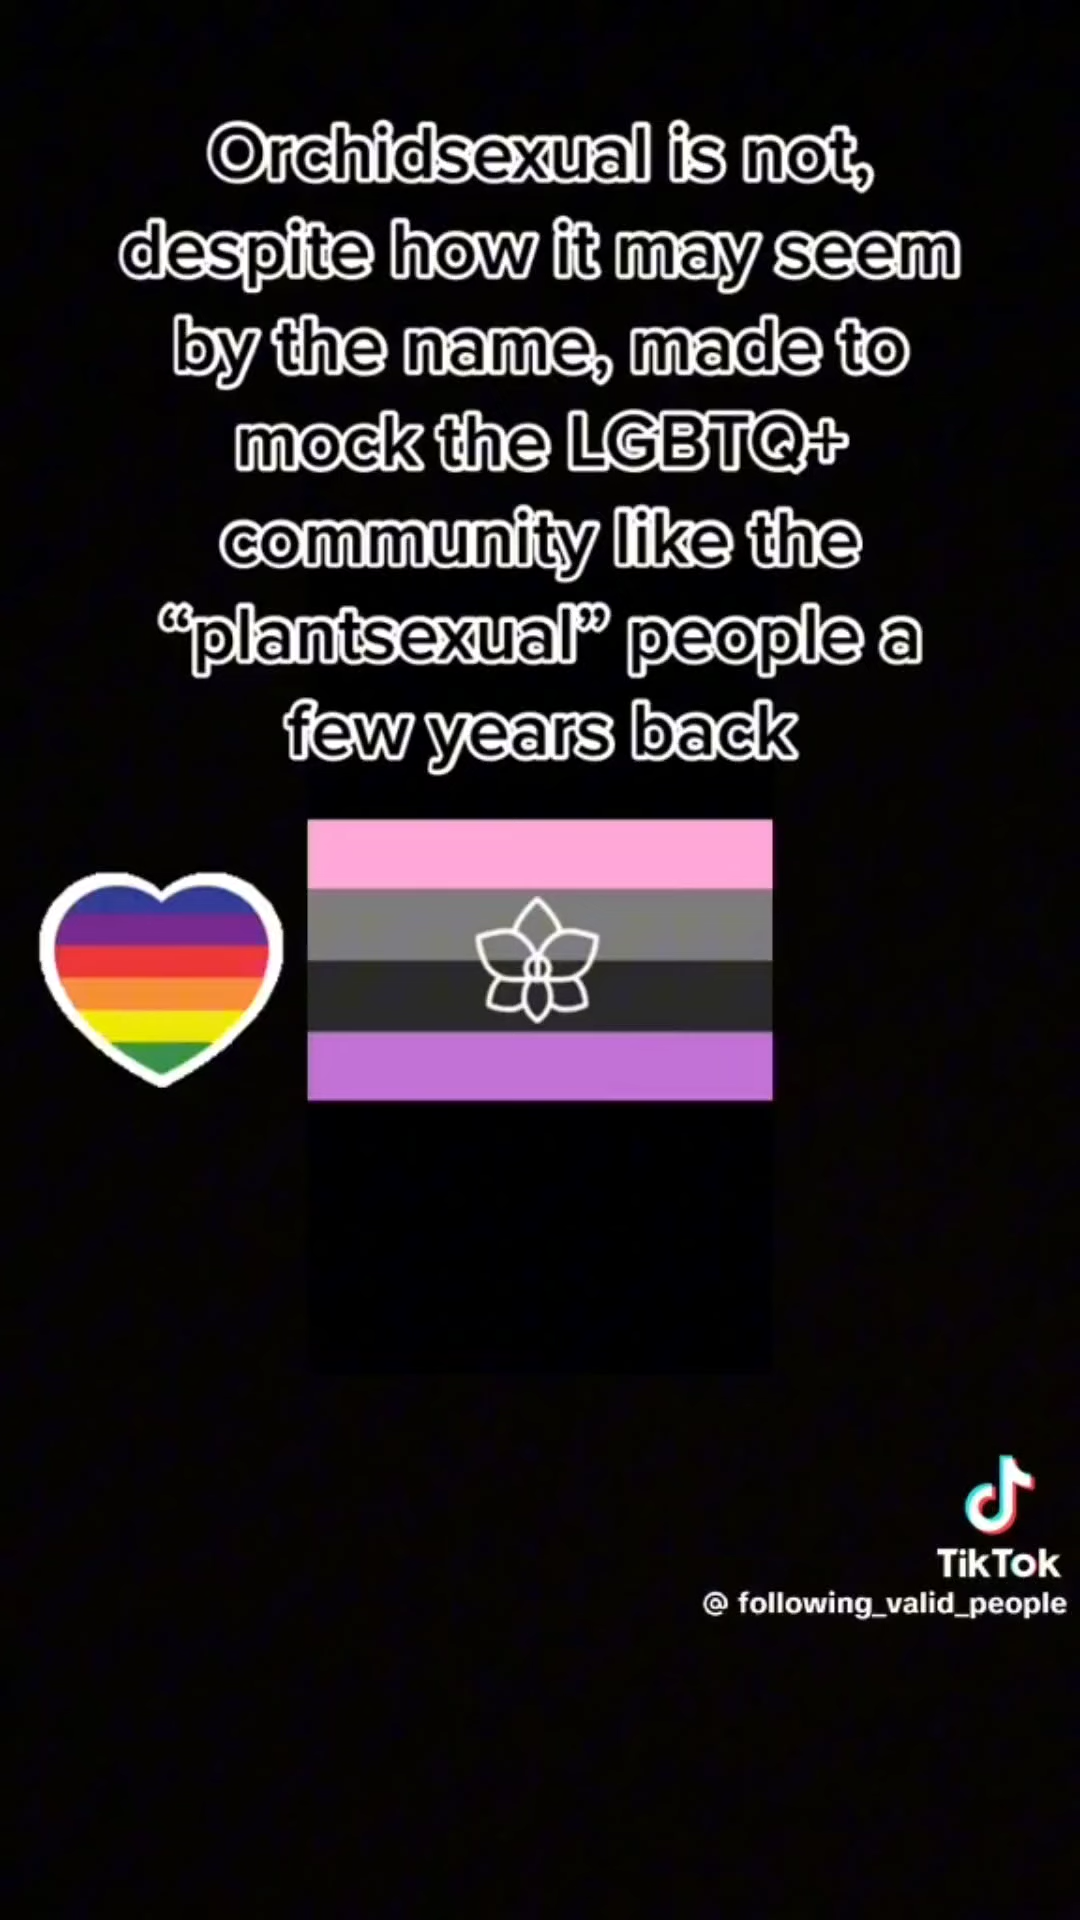 Orchidsexual is not,
despite how it may seem
by the name, made to
mock the LGBTQ+
community like the
“plantsexual” people a
few years back
TikTok
@ following_valid_people